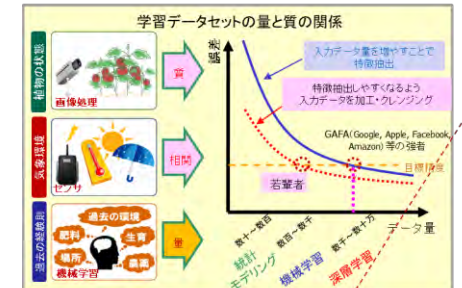 学習データセットの量と質の関係
植物の状態
画像処理
質
気象環境
センサ
相関
過去の経験則
過去の環境
肥料
生育
場所
農薬
機械学習
量
入力データ量を増やすことで
特徴抽出
特徴抽出しやすくなるよう
入力データを加工・クレンジング
GAFA(Google, Apple, Facebook,
Amazon) 等の強者
目標精度
若輩者
データ量
数十～数百
数百～数千
数千～数十万
統計
モデリング
機械学習
深層学習